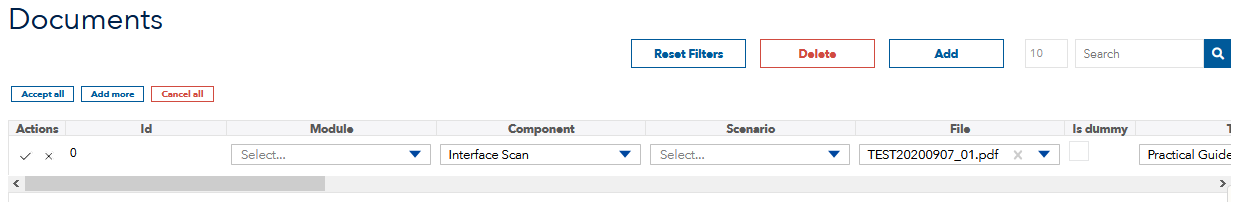 Documents
Reset Filters Delete Add 10 Search
Accept all Add more Cancel all
Actions Id Module Component Scenario File Is dummy T
0 Select... Interface Scan Select... TEST20200907_01.pdf Practical Guide